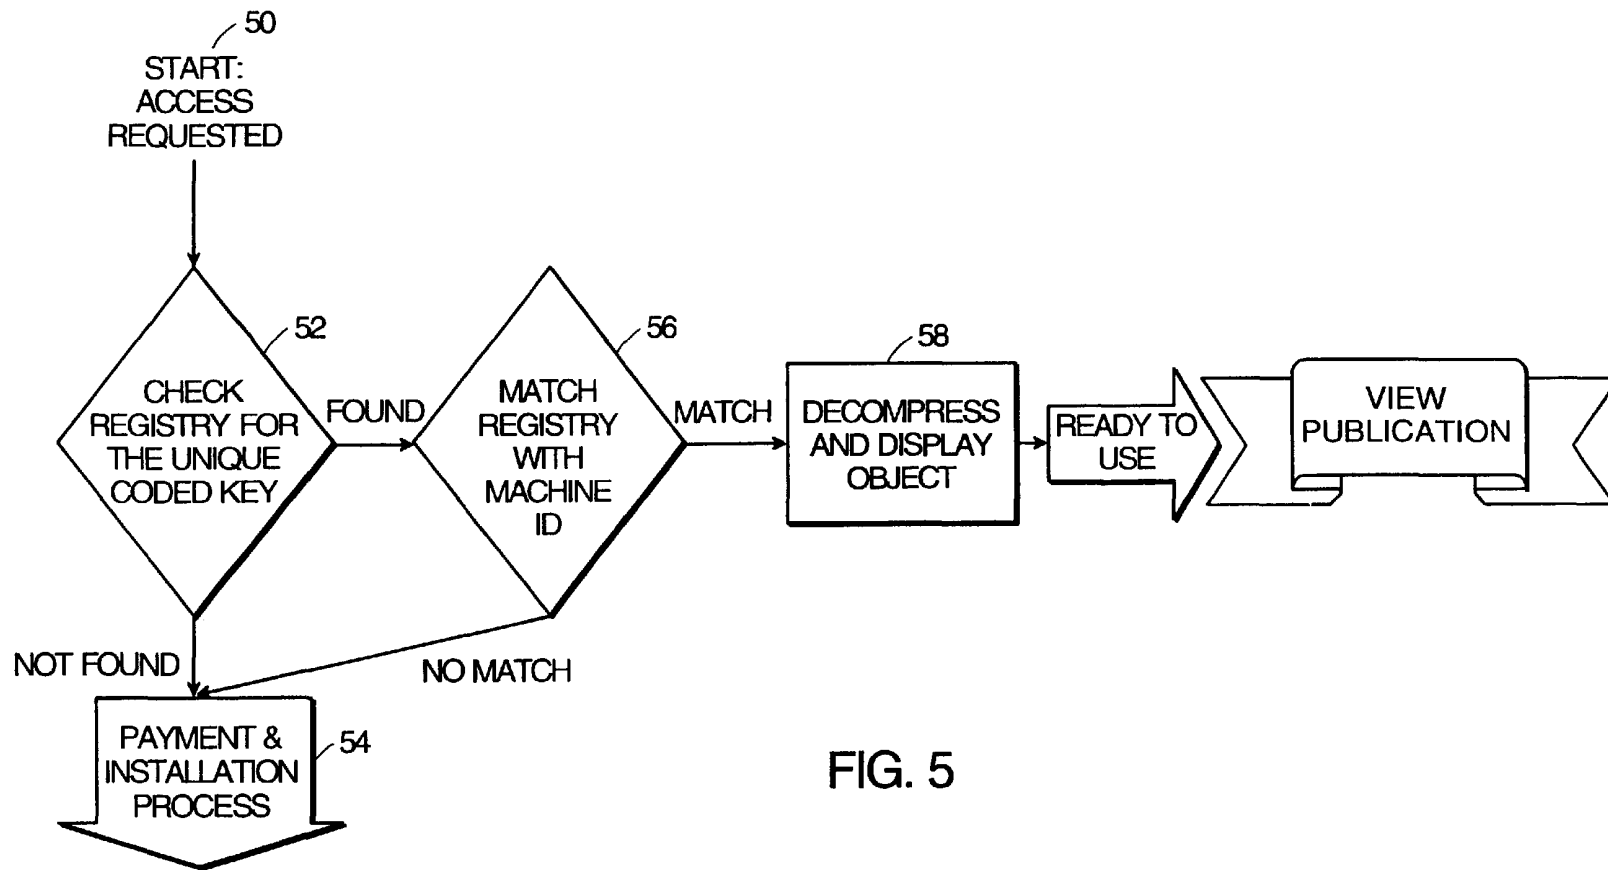 50
START:
ACCESS
REQUESTED
52
CHECK
REGISTRY FOR
THE UNIQUE
CODED KEY
FOUND
56
MATCH
REGISTRY
WITH
MACHINE
ID
MATCH
58
DECOMPRESS
AND DISPLAY
OBJECT
READY TO
USE
VIEW
PUBLICATION
NOT FOUND
NO MATCH
54
PAYMENT &
INSTALLATION
PROCESS
FIG. 5